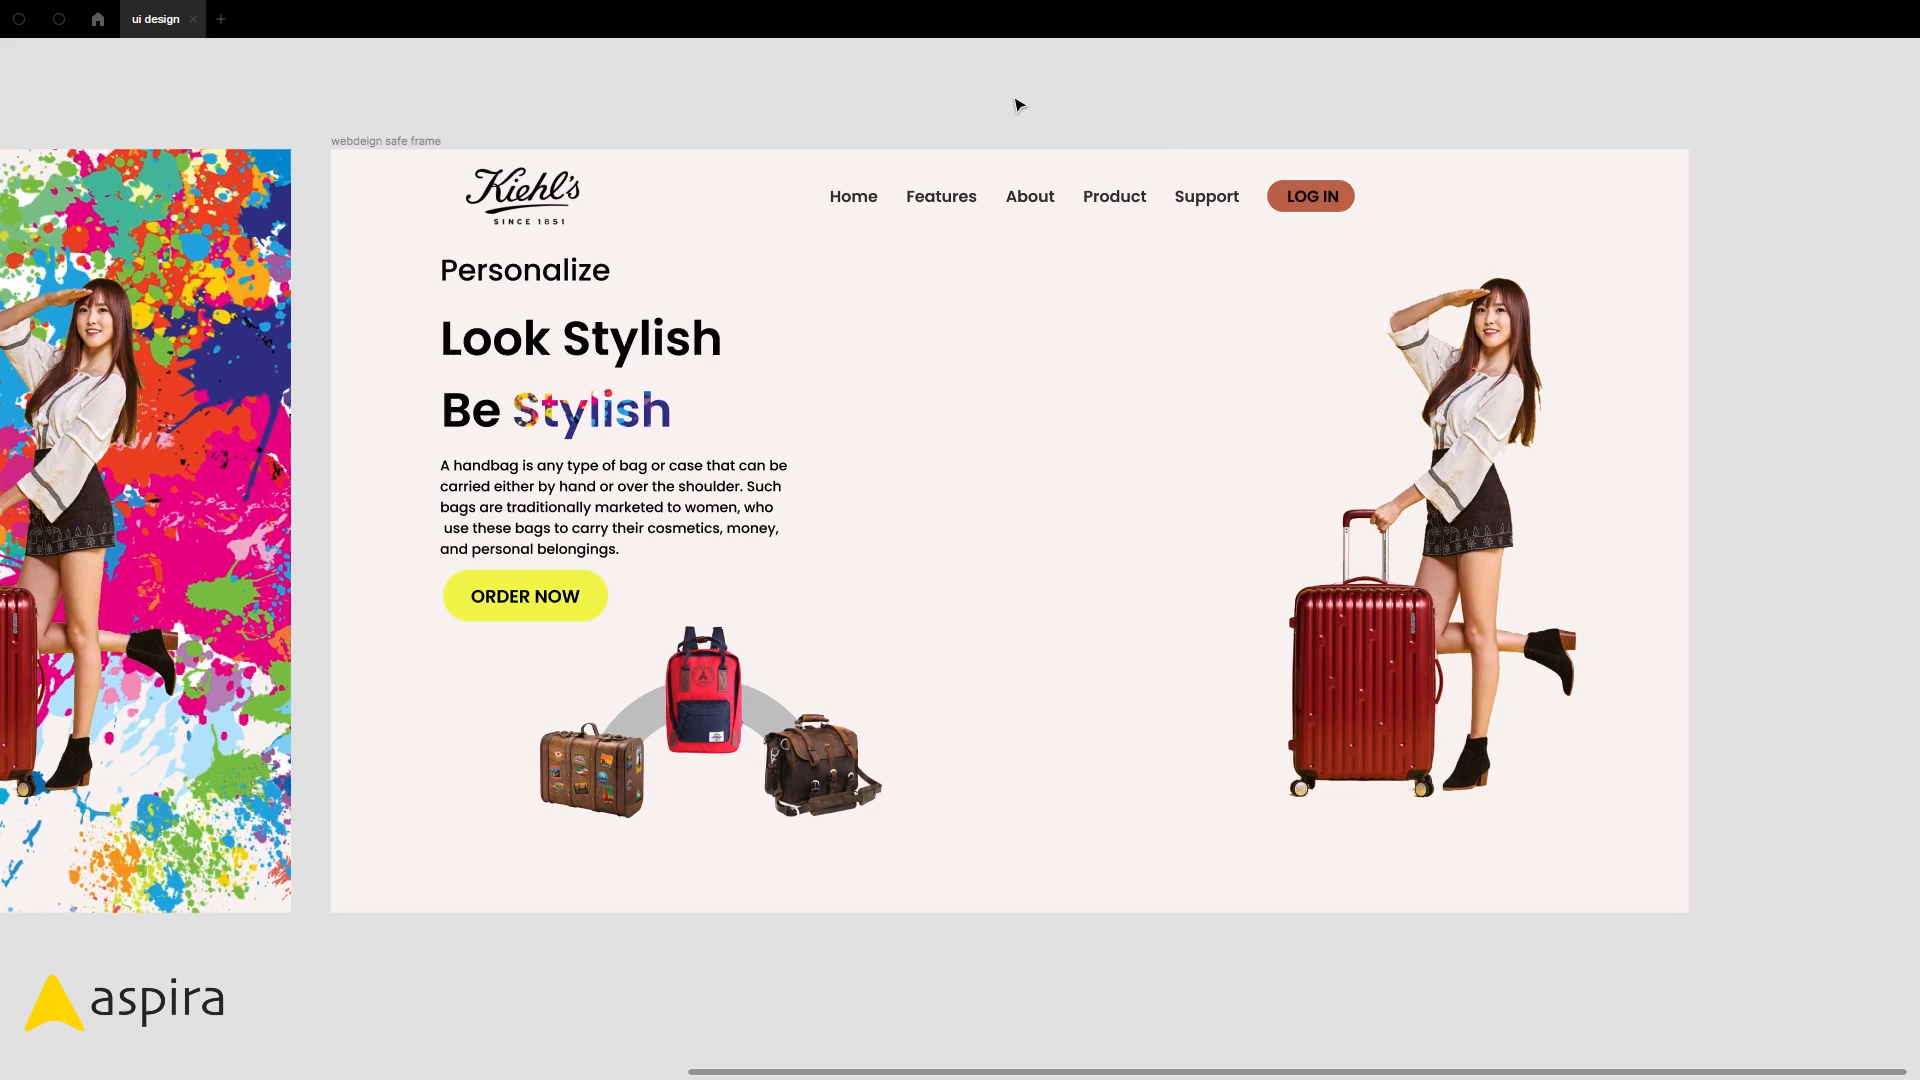 ui design
webdeign safe frame
Kiehl's
SINCE 1851
Home Features About Product Support LOG IN
Personalize
Look Stylish
Be Stylish
A handbag is any type of bag or case that can be
carried either by hand or over the shoulder. Such
bags are traditionally marketed to women, who
use these bags to carry their cosmetics, money,
and personal belongings.
ORDER NOW
aspira